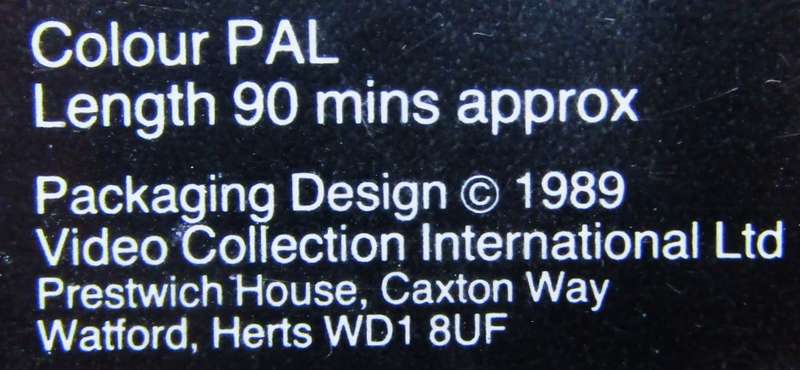 Colour PAL
Length 90 mins approx
Packaging Design © 1989
Video Collection International Ltd
Prestwich House, Caxton Way
Watford, Herts WD1 8UF